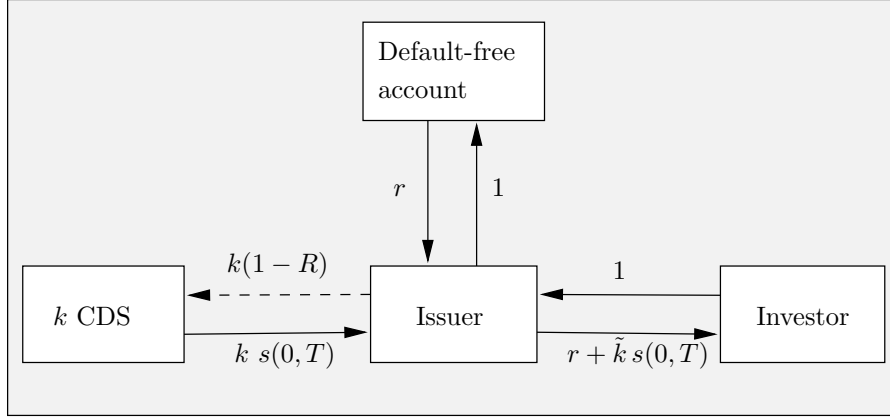 Default-free
account
r
1
k(1 − R)
1
k CDS
Issuer
Investor
k s(0, T)
r + k̃ s(0, T)